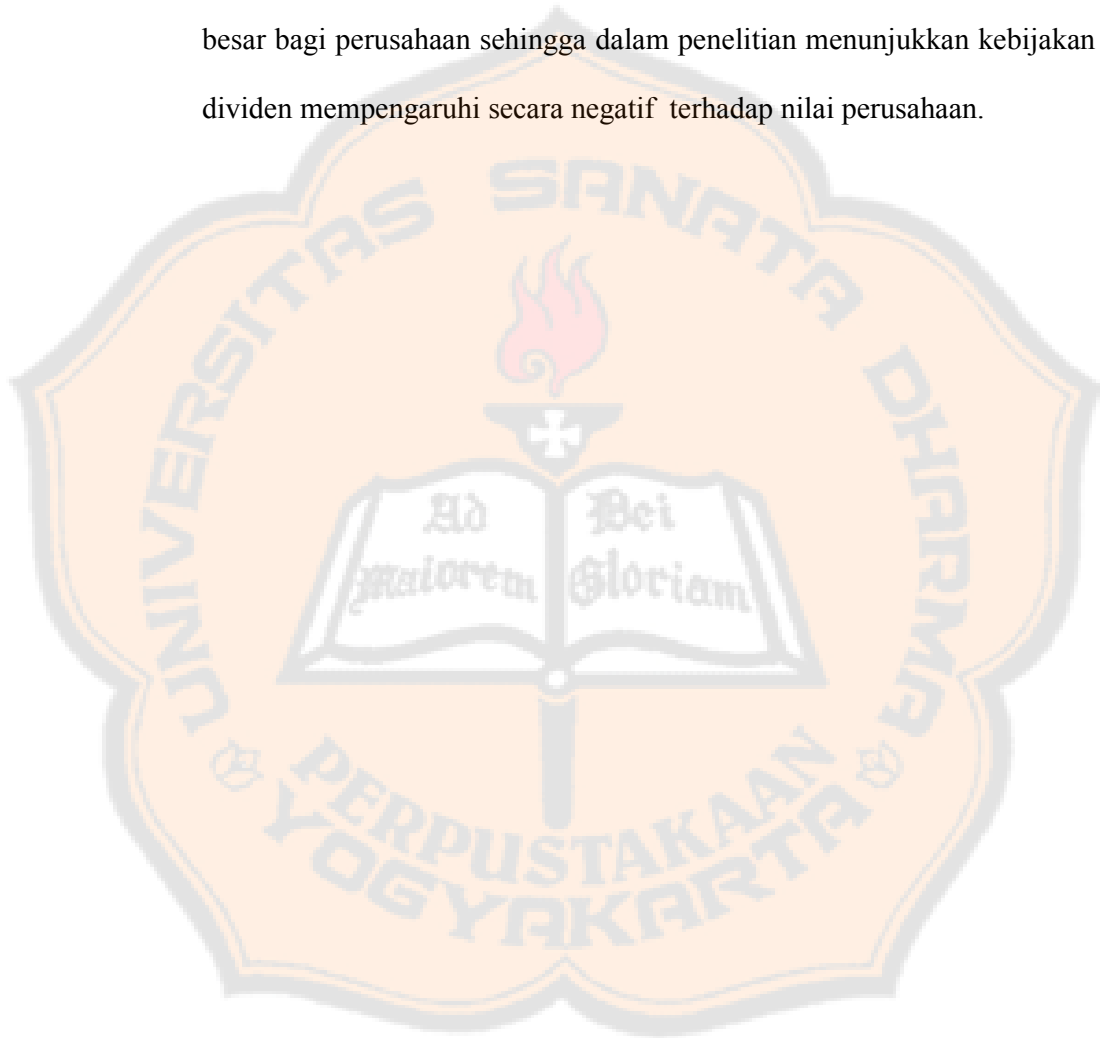 besar bagi perusahaan sehingga dalam penelitian menunjukkan kebijakan
dividen mempengaruhi secara negatif terhadap nilai perusahaan.
UNIVERSITAS SANATA DHARMA
Ad Dei
Maiorem Gloriam
PERPUSTAKAAN
YOGYAKARTA